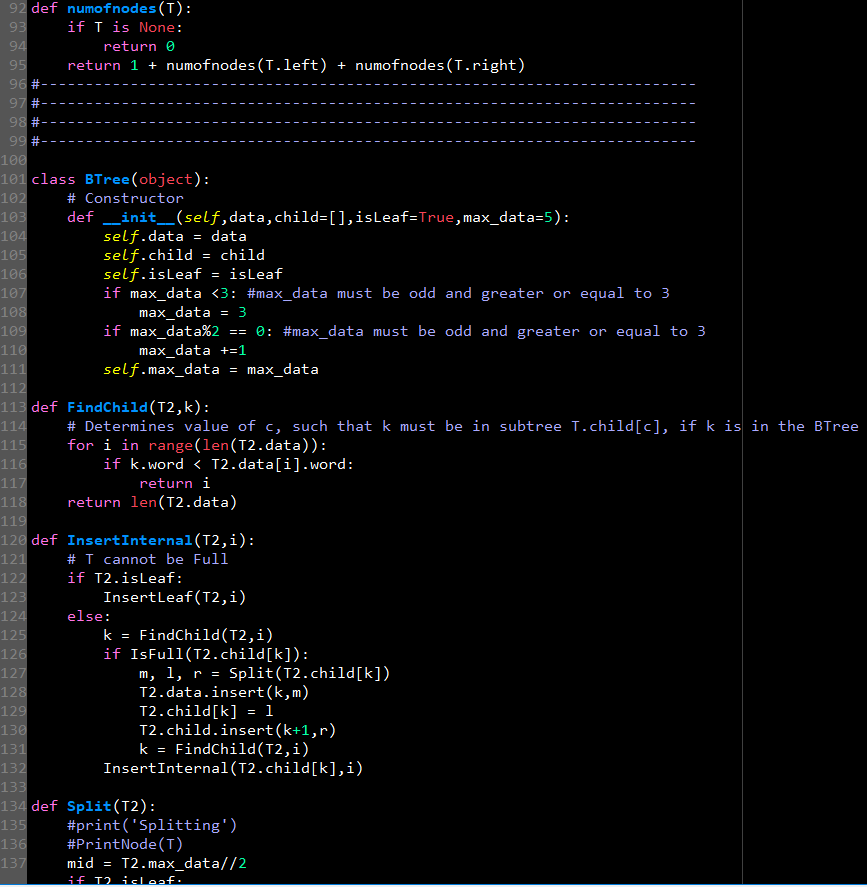 92 def numofnodes(T):
93     if T is None:
94         return 0
95     return 1 + numofnodes(T.left) + numofnodes(T.right)
96 #-------------------------------------------------------------------------
97 #-------------------------------------------------------------------------
98 #-------------------------------------------------------------------------
99 #-------------------------------------------------------------------------
100
101 class BTree(object):
102     # Constructor
103     def __init__(self,data,child=[],isLeaf=True,max_data=5):
104         self.data = data
105         self.child = child
106         self.isLeaf = isLeaf
107         if max_data <3: #max_data must be odd and greater or equal to 3
108             max_data = 3
109         if max_data%2 == 0: #max_data must be odd and greater or equal to 3
110             max_data +=1
111         self.max_data = max_data
112
113 def FindChild(T2,k):
114     # Determines value of c, such that k must be in subtree T.child[c], if k is in the BTree
115     for i in range(len(T2.data)):
116         if k.word < T2.data[i].word:
117             return i
118     return len(T2.data)
119
120 def InsertInternal(T2,i):
121     # T cannot be Full
122     if T2.isLeaf:
123         InsertLeaf(T2,i)
124     else:
125         k = FindChild(T2,i)
126         if IsFull(T2.child[k]):
127             m, l, r = Split(T2.child[k])
128             T2.data.insert(k,m)
129             T2.child[k] = l
130             T2.child.insert(k+1,r)
131             k = FindChild(T2,i)
132         InsertInternal(T2.child[k],i)
133
134 def Split(T2):
135     #print('Splitting')
136     #PrintNode(T)
137     mid = T2.max_data//2
    if T2.isLeaf: